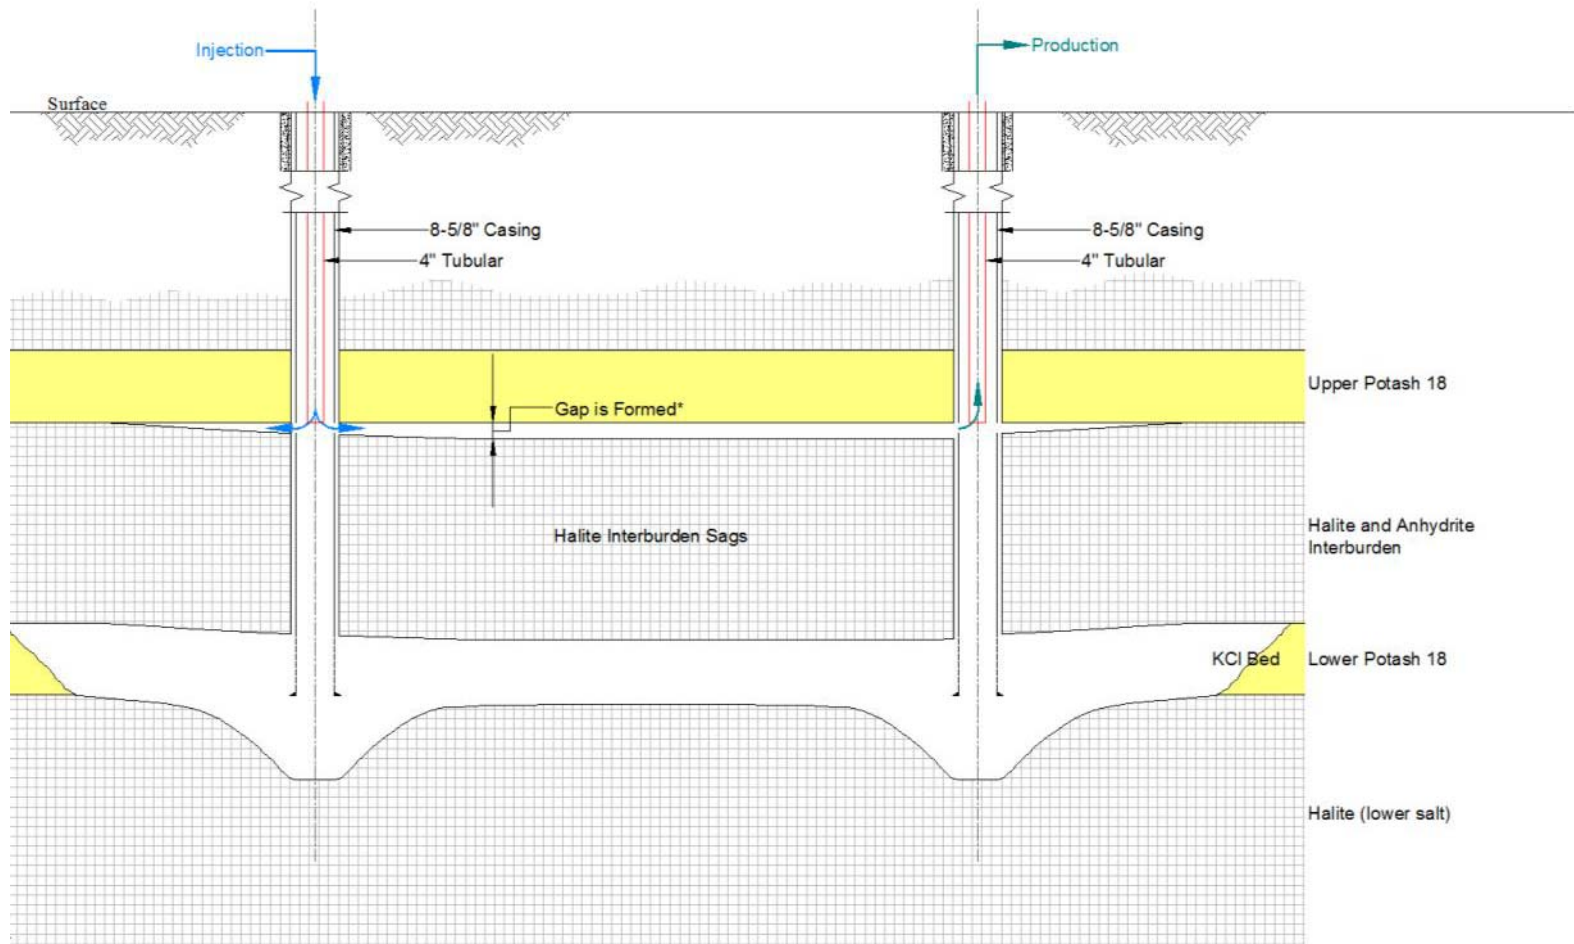 Injection
Production
Surface
8-5/8" Casing
8-5/8" Casing
4" Tubular
4" Tubular
Upper Potash 18
Gap is Formed*
Halite Interburden Sags
Halite and Anhydrite
Interburden
KCl Bed
Lower Potash 18
Halite (lower salt)